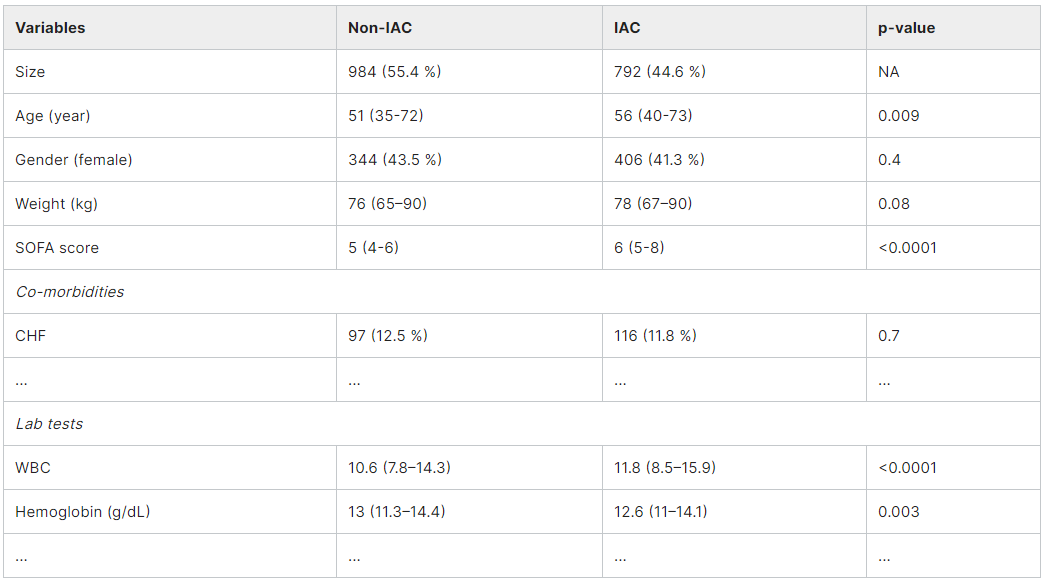 Variables Non-IAC IAC p-value
Size 984 (55.4 %) 792 (44.6 %) NA
Age (year) 51 (35-72) 56 (40-73) 0.009
Gender (female) 344 (43.5 %) 406 (41.3 %) 0.4
Weight (kg) 76 (65–90) 78 (67–90) 0.08
SOFA score 5 (4-6) 6 (5-8) <0.0001
Co-morbidities
CHF 97 (12.5 %) 116 (11.8 %) 0.7
… … … …
Lab tests
WBC 10.6 (7.8–14.3) 11.8 (8.5–15.9) <0.0001
Hemoglobin (g/dL) 13 (11.3–14.4) 12.6 (11–14.1) 0.003
… … … …